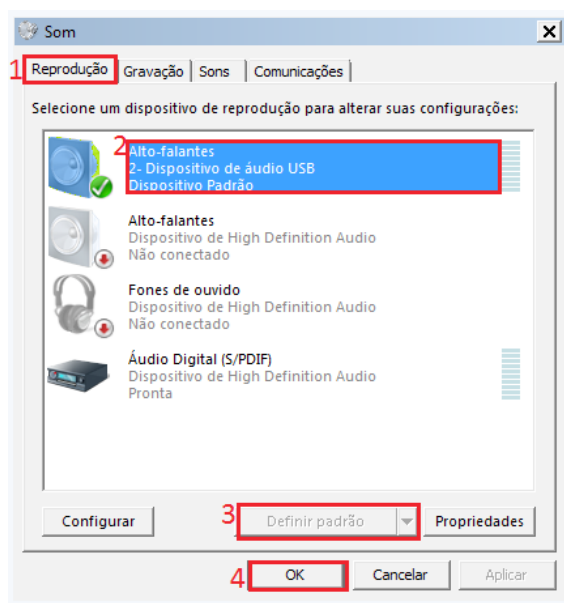 Som
1 Reprodução Gravação Sons Comunicações
Selecione um dispositivo de reprodução para alterar suas configurações:
2 Alto-falantes
2- Dispositivo de áudio USB
Dispositivo Padrão
Alto-falantes
Dispositivo de High Definition Audio
Não conectado
Fones de ouvido
Dispositivo de High Definition Audio
Não conectado
Áudio Digital (S/PDIF)
Dispositivo de High Definition Audio
Pronta
Configurar 3 Definir padrão Propriedades
4 OK Cancelar Aplicar